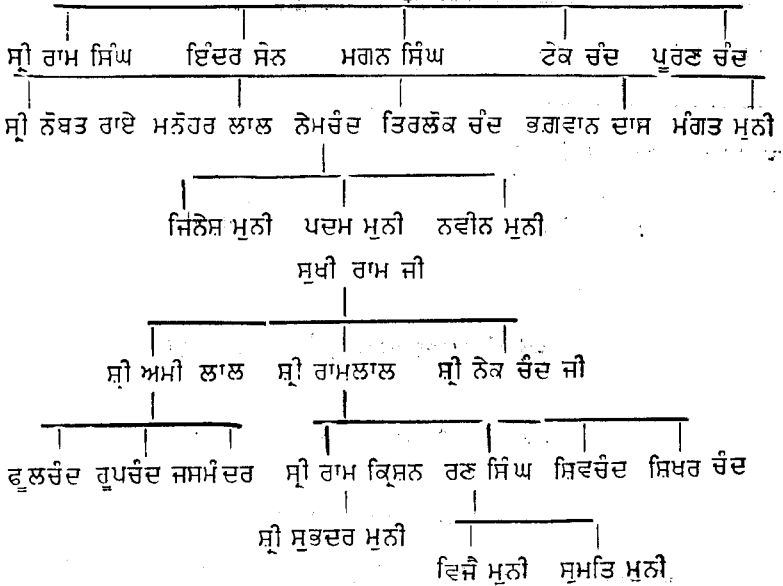 ਸ੍ਰੀ ਰਾਮ ਸਿੰਘ ਇੰਦਰ ਸੇਨ ਮਗਨ ਸਿੰਘ ਟੇਕ ਚੰਦ ਪੂਰਣ ਚੰਦ
ਸ੍ਰੀ ਨੌਬਤ ਰਾਏ ਮਨੋਹਰ ਲਾਲ ਨੇਮਚੰਦ ਤਿਰਲੋਕ ਚੰਦ ਭਗਵਾਨ ਦਾਸ ਮੰਗਤ ਮੁਨੀ
ਜਿਨੇਸ਼ ਮੁਨੀ ਪਦਮ ਮੁਨੀ ਨਵੀਨ ਮੁਨੀ
ਸੁਖੀ ਰਾਮ ਜੀ
ਸ਼੍ਰੀ ਅਮੀ ਲਾਲ ਸ਼੍ਰੀ ਰਾਮਲਾਲ ਸ਼੍ਰੀ ਨੇਕ ਚੰਦ ਜੀ
ਫੂਲਚੰਦ ਰੂਪਚੰਦ ਜਸਮੰਦਰ ਸ੍ਰੀ ਰਾਮ ਕ੍ਰਿਸ਼ਨ ਰਣ ਸਿੰਘ ਸ਼ਿਵਚੰਦ ਸ਼ਿਖਰ ਚੰਦ
ਸ਼੍ਰੀ ਸੁਭਦਰ ਮੁਨੀ
ਵਿਜੈ ਮੁਨੀ ਸੁਮਤਿ ਮੁਨੀ